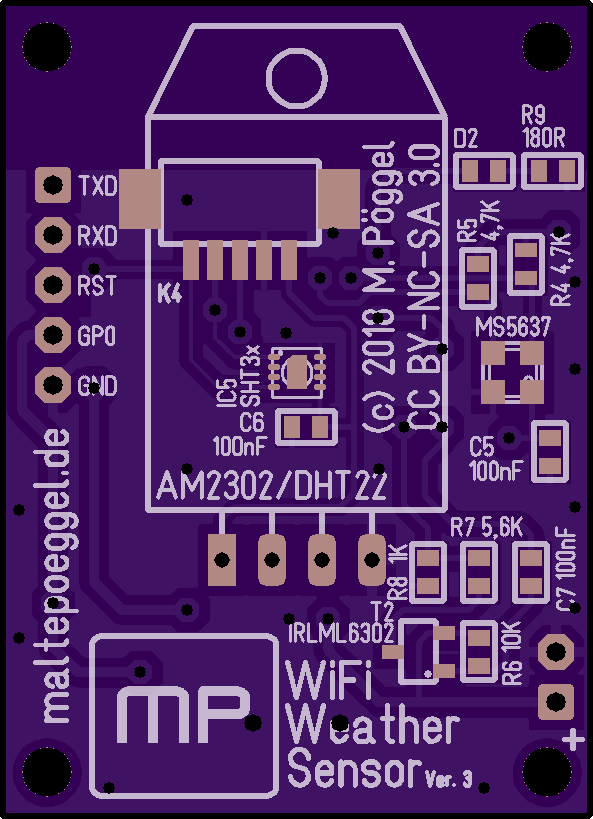 R9
D2 180R
TXD
RXD
RST
GPO
GND
K4
(c) 2018 M. Pöggel
CC BY-NC-SA 3.0
R5
4,7K
R4 4,7K
MS5637
IC5
SHT3x
C6
100nF
C5
100nF
AM2302/DHT22
maltepoeggel.de
R7 5,6K
R8 1K
C7 100nF
T2
IRLML6302
R6 10K
MP
WiFi
Weather
Sensor Ver. 3
+